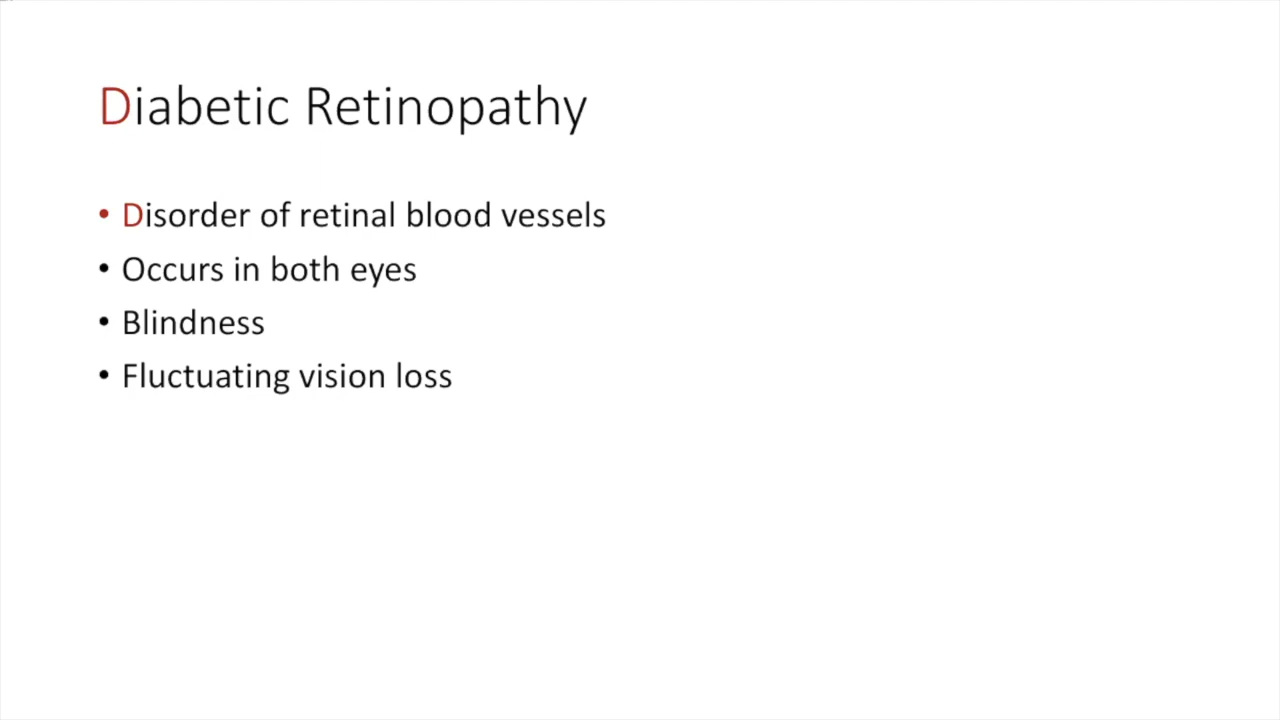 Diabetic Retinopathy
• Disorder of retinal blood vessels
• Occurs in both eyes
• Blindness
• Fluctuating vision loss